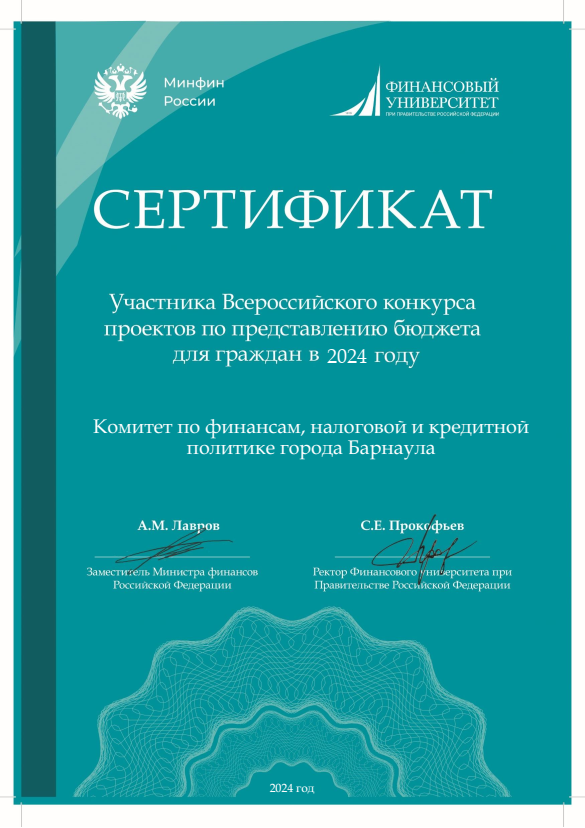 Минфин
России
ФИНАНСОВЫЙ
УНИВЕРСИТЕТ
ПРИ ПРАВИТЕЛЬСТВЕ РОССИЙСКОЙ ФЕДЕРАЦИИ
СЕРТИФИКАТ
Участника Всероссийского конкурса
проектов по представлению бюджета
для граждан в 2024 году
Комитет по финансам, налоговой и кредитной
политике города Барнаула
А.М. Лавров
Заместитель Министра финансов
Российской Федерации
С.Е. Прокофьев
Ректор Финансового университета при
Правительстве Российской Федерации
2024 год